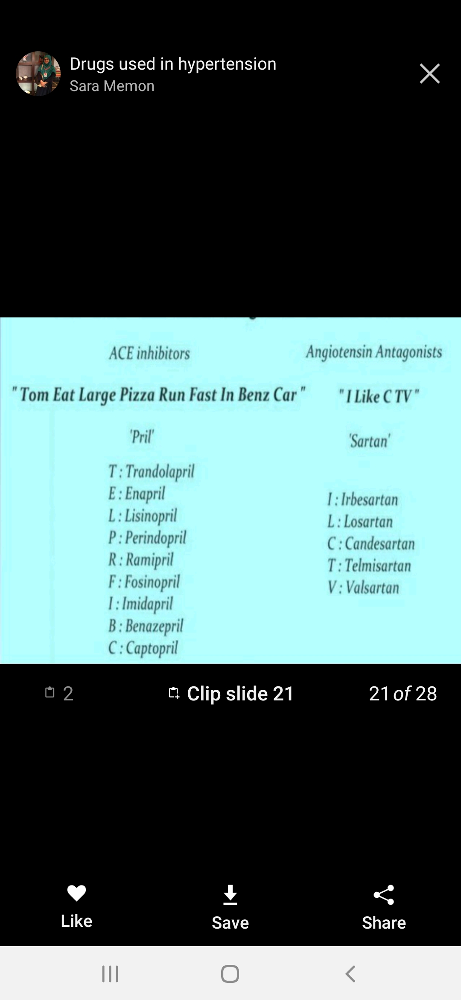 Drugs used in hypertension
Sara Memon
ACE inhibitors
" Tom Eat Large Pizza Run Fast In Benz Car "
'Pril'
T : Trandolapril
E : Enapril
L : Lisinopril
P : Perindopril
R : Ramipril
F : Fosinopril
I : Imidapril
B : Benazepril
C : Captopril
Angiotensin Antagonists
" I Like C TV "
'Sartan'
I : Irbesartan
L : Losartan
C : Candesartan
T : Telmisartan
V : Valsartan
2
Clip slide 21
21 of 28
Like
Save
Share